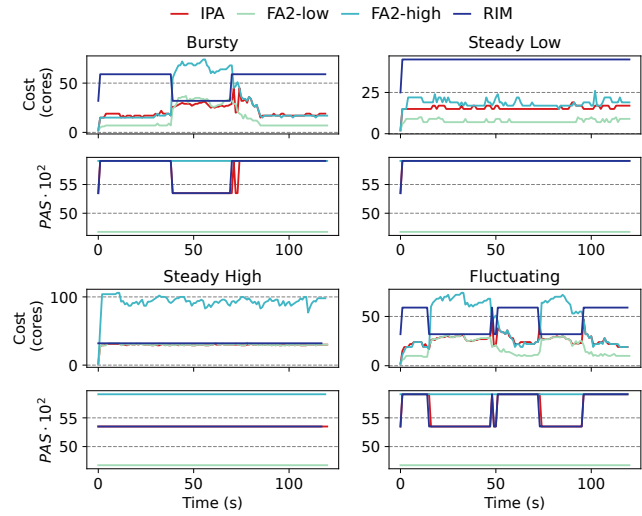 IPA FA2-low FA2-high RIM
Bursty
Steady Low
Cost
(cores)
50
0
25
0
PAS · 10²
55
50
0 50 100
55
50
0 50 100
Steady High
Fluctuating
Cost
(cores)
100
0
50
0
PAS · 10²
55
50
0 50 100
Time (s)
55
50
0 50 100
Time (s)